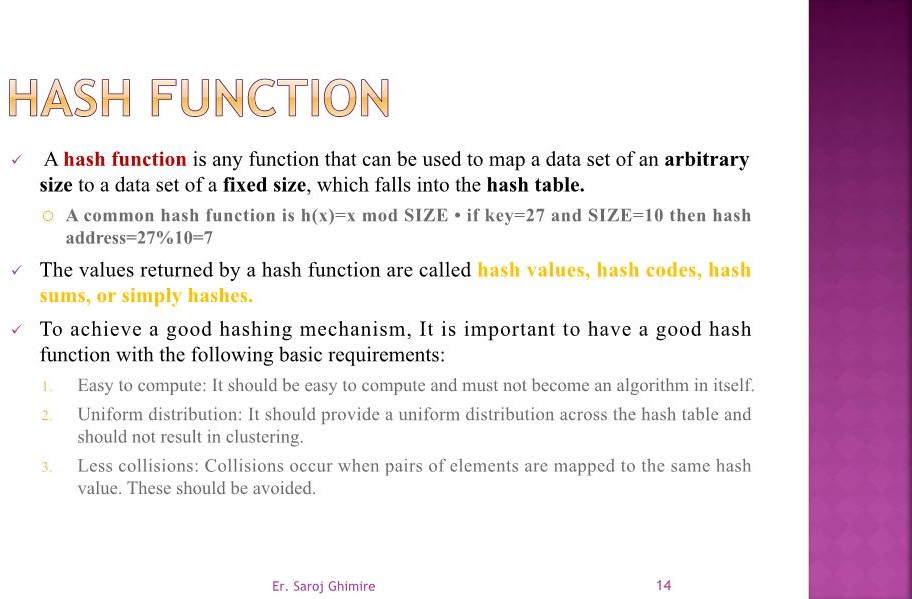 HASH FUNCTION
✓ A hash function is any function that can be used to map a data set of an arbitrary
size to a data set of a fixed size, which falls into the hash table.
○ A common hash function is h(x)=x mod SIZE • if key=27 and SIZE=10 then hash
address=27%10=7
✓ The values returned by a hash function are called hash values, hash codes, hash
sums, or simply hashes.
✓ To achieve a good hashing mechanism, It is important to have a good hash
function with the following basic requirements:
1. Easy to compute: It should be easy to compute and must not become an algorithm in itself.
2. Uniform distribution: It should provide a uniform distribution across the hash table and
should not result in clustering.
3. Less collisions: Collisions occur when pairs of elements are mapped to the same hash
value. These should be avoided.
Er. Saroj Ghimire 14